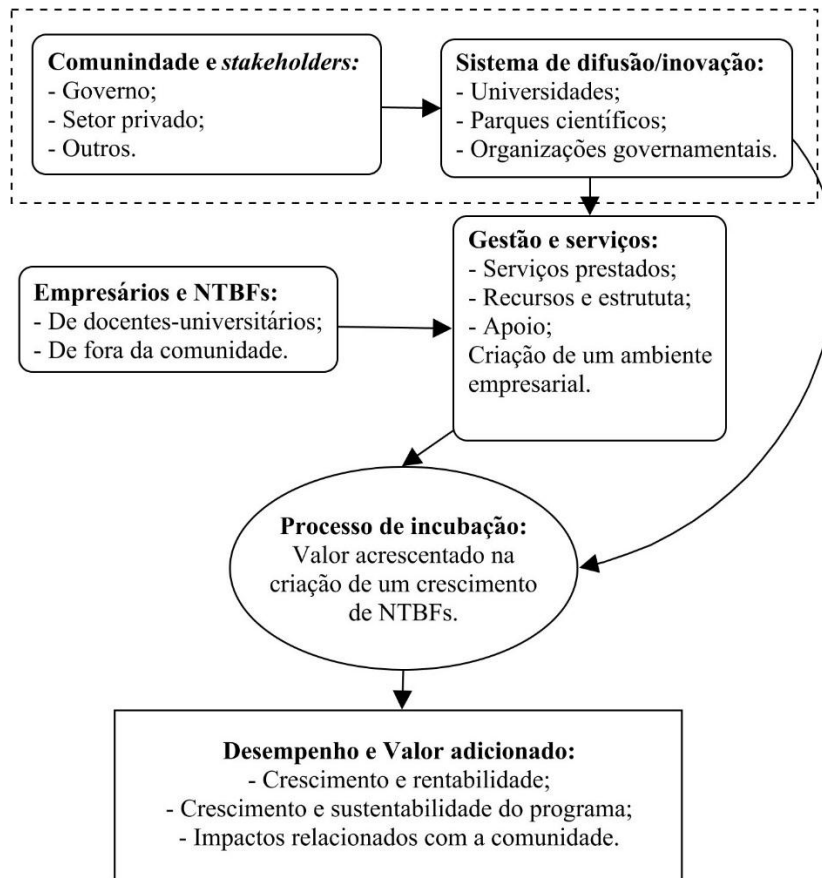 Comunindade e stakeholders:
- Governo;
- Setor privado;
- Outros.
Sistema de difusão/inovação:
- Universidades;
- Parques científicos;
- Organizações governamentais.
Gestão e serviços:
- Serviços prestados;
- Recursos e estrututa;
- Apoio;
Criação de um ambiente
empresarial.
Empresários e NTBFs:
- De docentes-universitários;
- De fora da comunidade.
Processo de incubação:
Valor acrescentado na
criação de um crescimento
de NTBFs.
Desempenho e Valor adicionado:
- Crescimento e rentabilidade;
- Crescimento e sustentabilidade do programa;
- Impactos relacionados com a comunidade.